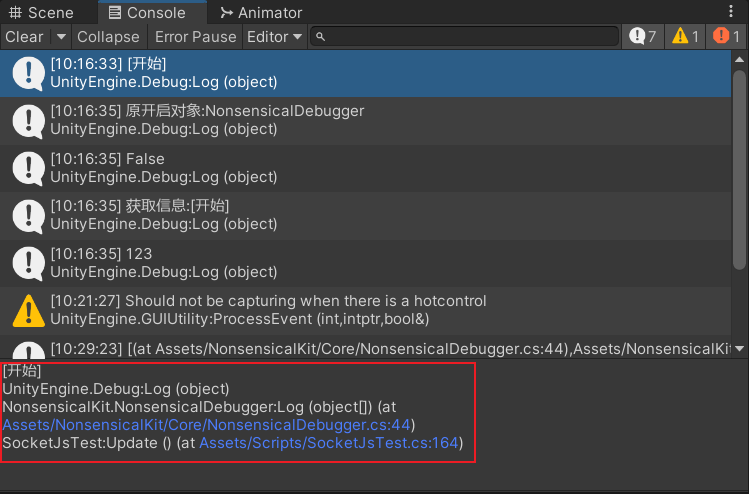 Scene Console Animator
Clear Collapse Error Pause Editor 7 1 1
[10:16:33] [开始]
UnityEngine.Debug:Log (object)
[10:16:35] 原开启对象:NonsensicalDebugger
UnityEngine.Debug:Log (object)
[10:16:35] False
UnityEngine.Debug:Log (object)
[10:16:35] 获取信息:[开始]
UnityEngine.Debug:Log (object)
[10:16:35] 123
UnityEngine.Debug:Log (object)
[10:21:27] Should not be capturing when there is a hotcontrol
UnityEngine.GUIUtility:ProcessEvent (int,intptr,bool&)
[10:29:23] [(at Assets/NonsensicalKit/Core/NonsensicalDebugger.cs:44),Assets/NonsensicalKit
[开始]
UnityEngine.Debug:Log (object)
NonsensicalKit.NonsensicalDebugger:Log (object[]) (at
Assets/NonsensicalKit/Core/NonsensicalDebugger.cs:44)
SocketJsTest:Update () (at Assets/Scripts/SocketJsTest.cs:164)